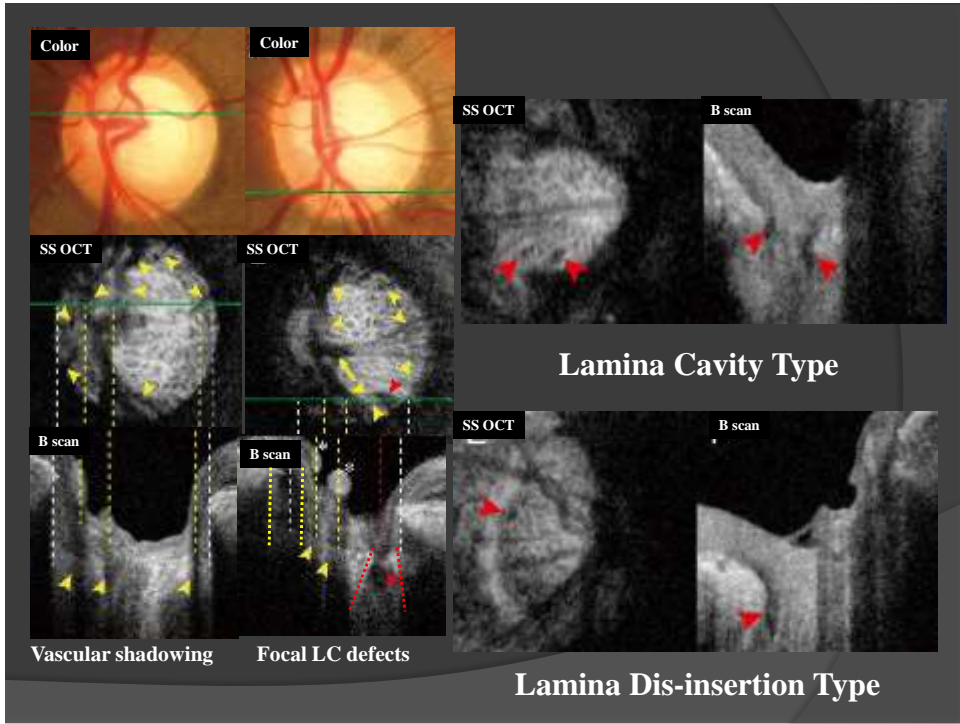 Color
Color
SS OCT
SS OCT
B scan
B scan
Vascular shadowing
Focal LC defects
SS OCT
B scan
Lamina Cavity Type
SS OCT
B scan
Lamina Dis-insertion Type